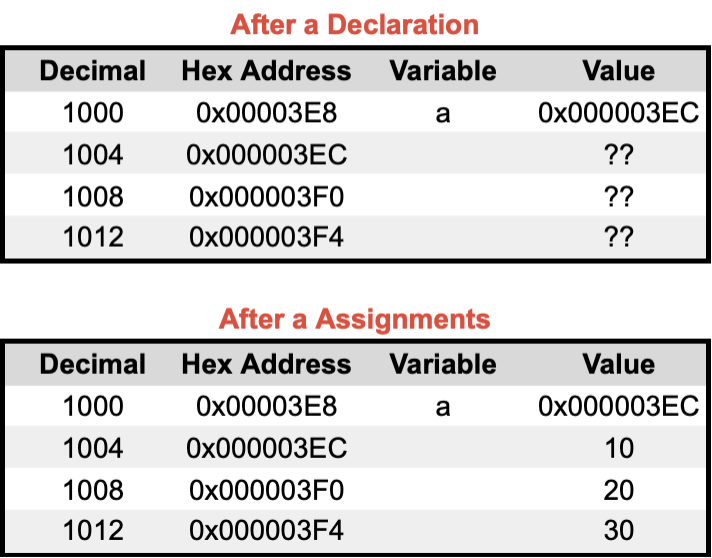 After a Declaration
Decimal Hex Address Variable Value
1000 0x00003E8 a 0x000003EC
1004 0x000003EC ??
1008 0x000003F0 ??
1012 0x000003F4 ??
After a Assignments
Decimal Hex Address Variable Value
1000 0x00003E8 a 0x000003EC
1004 0x000003EC 10
1008 0x000003F0 20
1012 0x000003F4 30